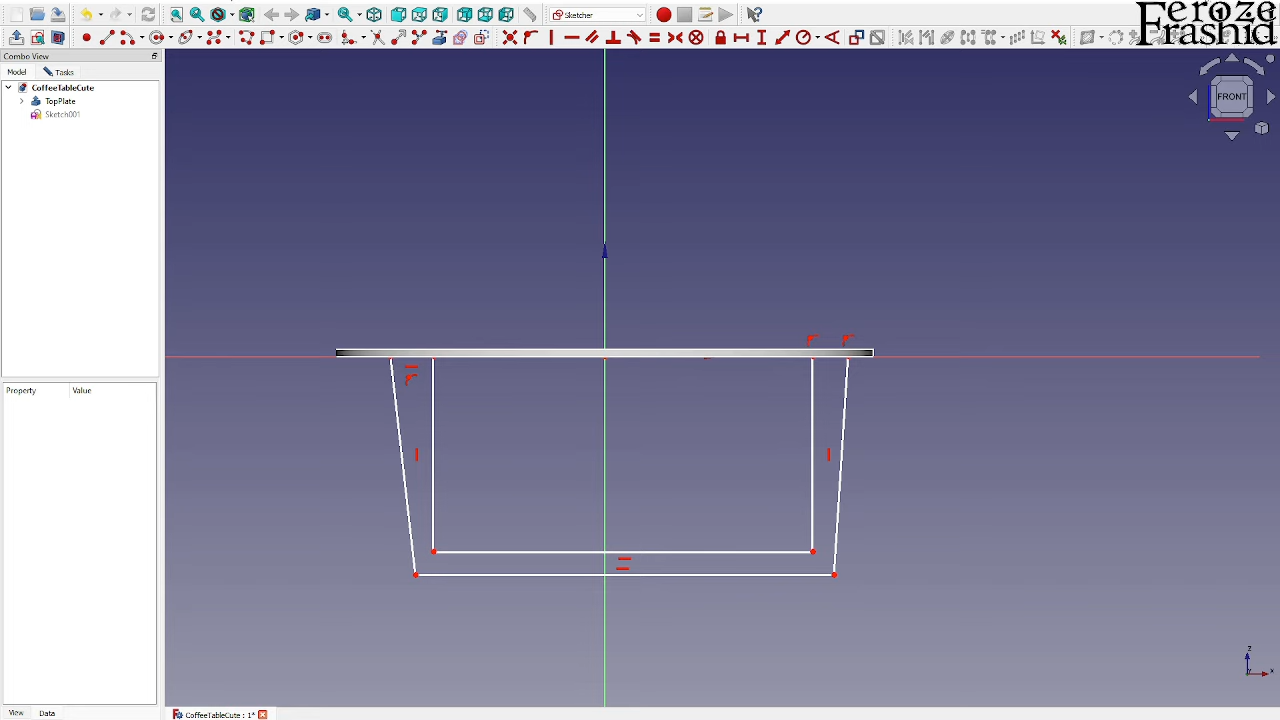 Sketcher
Feroze
Frashid
Combo View
Model
Tasks
CoffeeTableCute
TopPlate
Sketch001
FRONT
Property
Value
z
x
View
Data
CoffeeTableCute : 1*